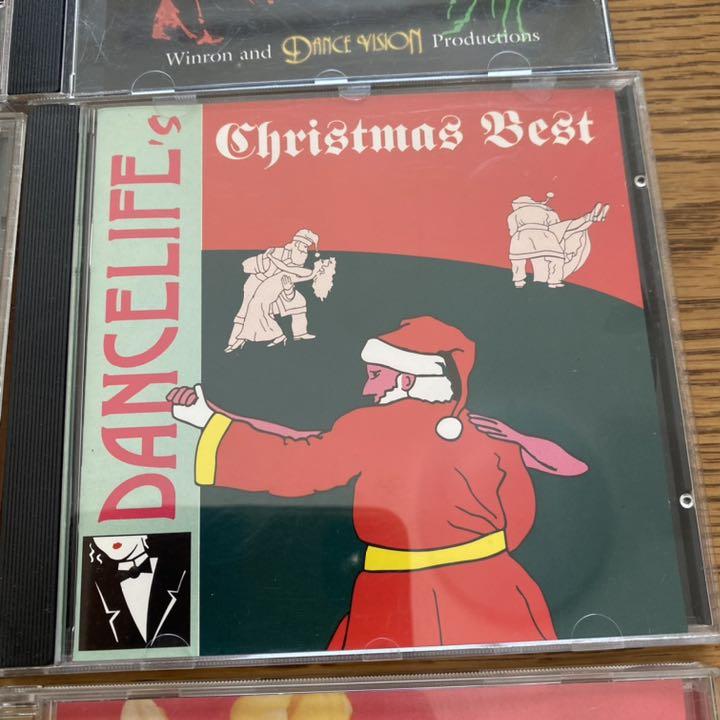 Winron and DANCE VISION Productions
DANCELIFE's
Christmas Best